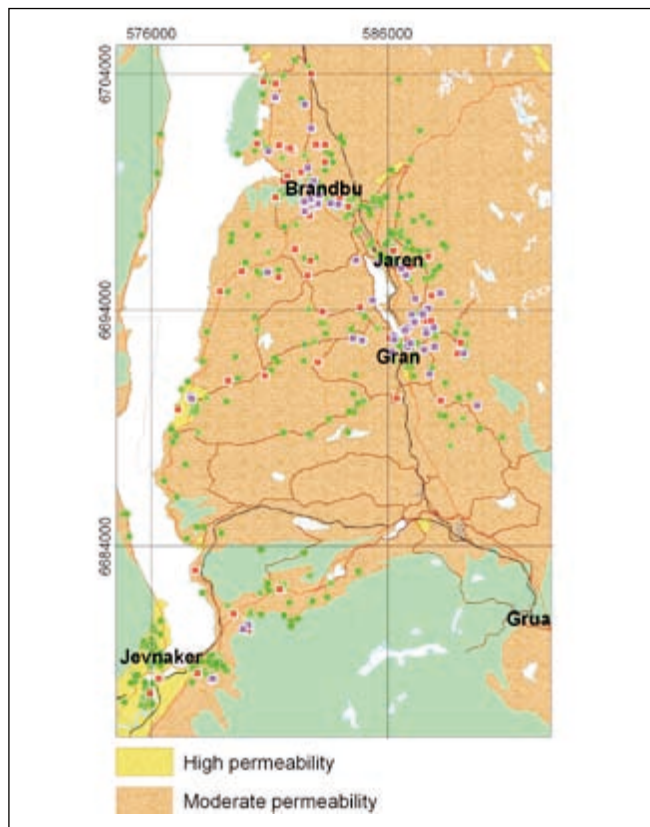 576000
586000
6704000
Brandbu
Jaren
6694000
Gran
6684000
Grua
Jevnaker
High permeability
Moderate permeability